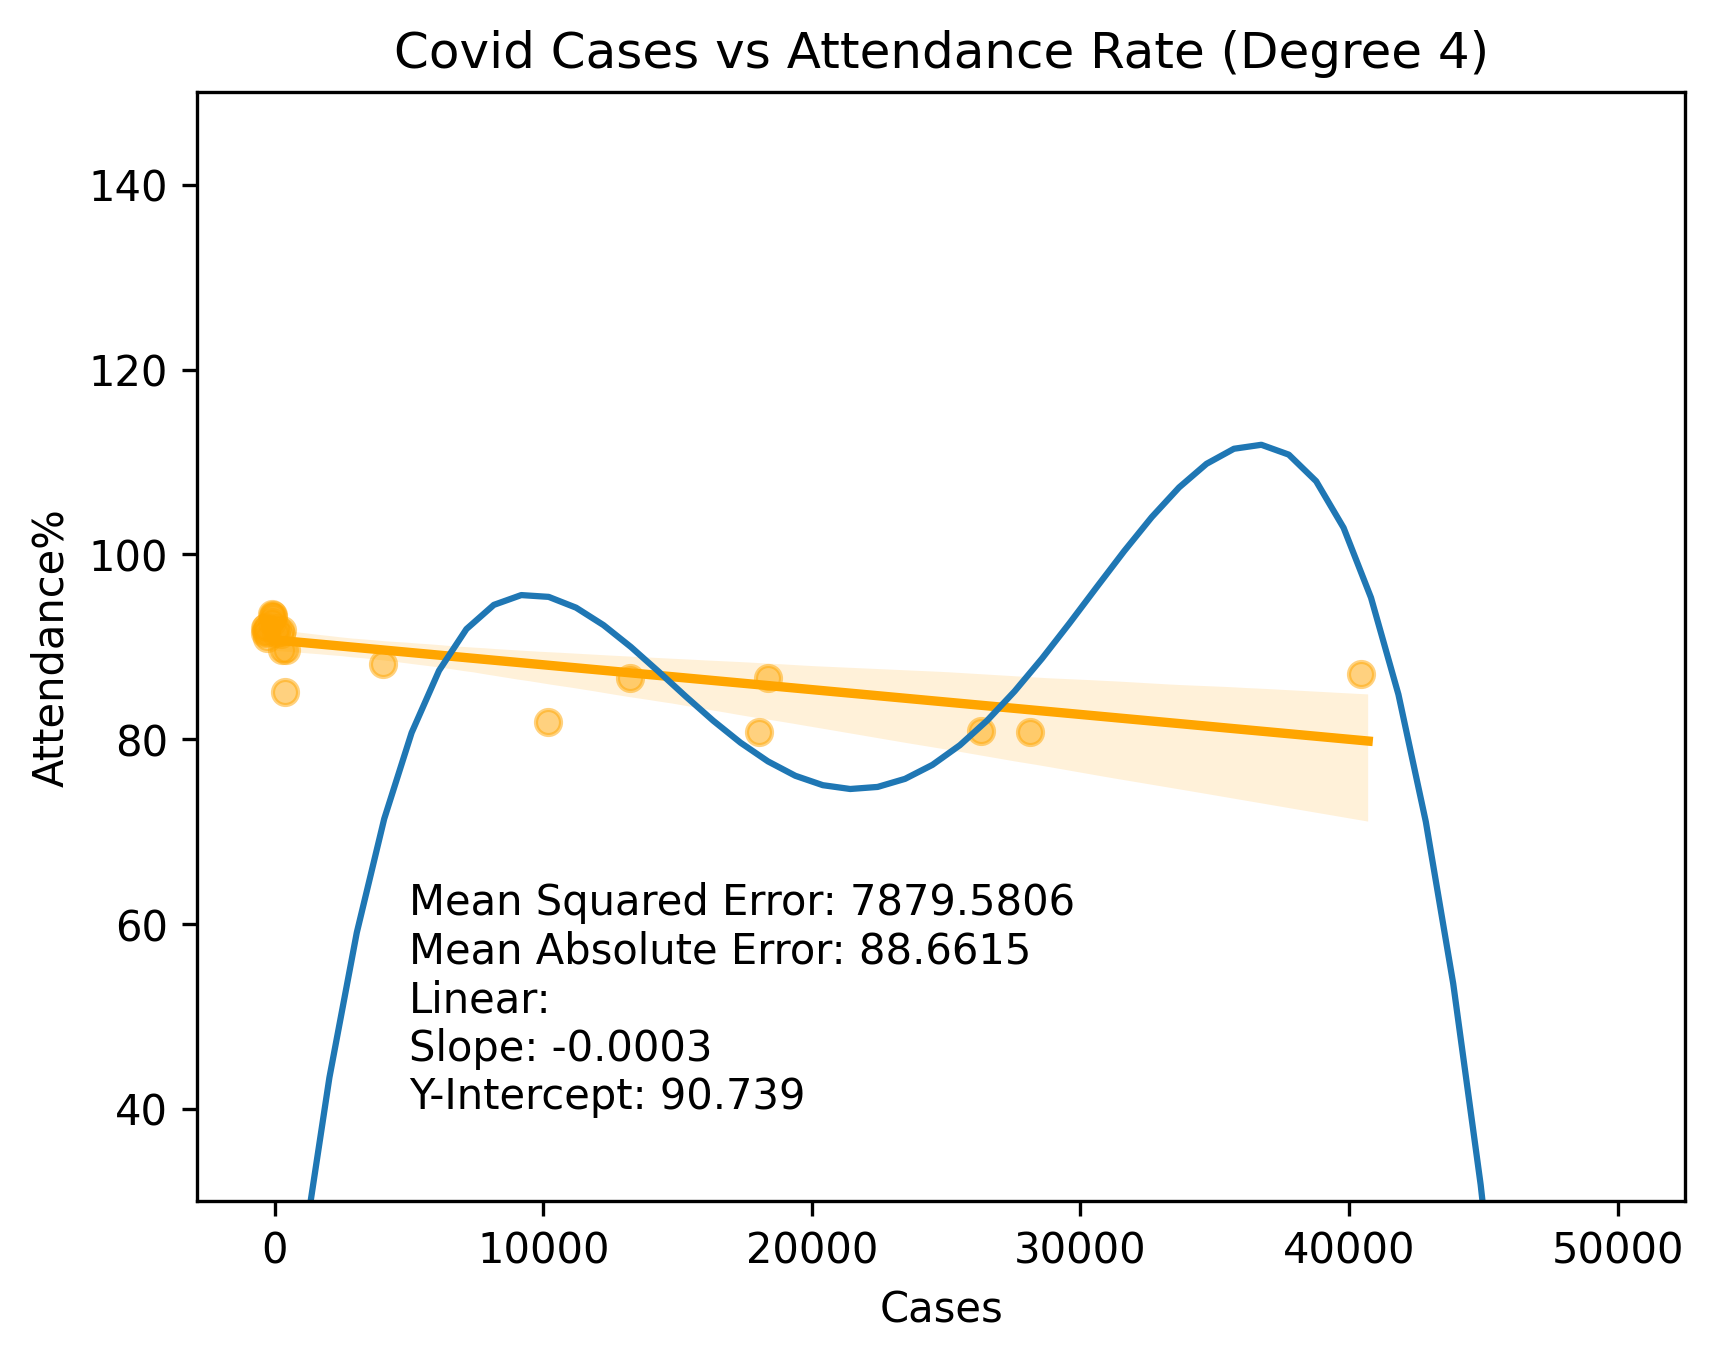 Covid Cases vs Attendance Rate (Degree 4)
140
120
100
80
60
40
Attendance%
Mean Squared Error: 7879.5806
Mean Absolute Error: 88.6615
Linear:
Slope: -0.0003
Y-Intercept: 90.739
0 10000 20000 30000 40000 50000
Cases